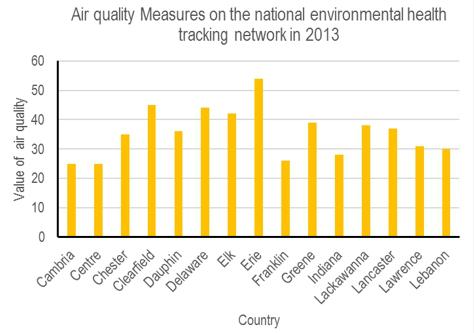 Air quality Measures on the national environmental health
tracking network in 2013
Value of air quality
60
50
40
30
20
10
0
Cambria
Centre
Chester
Clearfield
Dauphin
Delaware
Elk
Erie
Franklin
Greene
Indiana
Lackawanna
Lancaster
Lawrence
Lebanon
Country